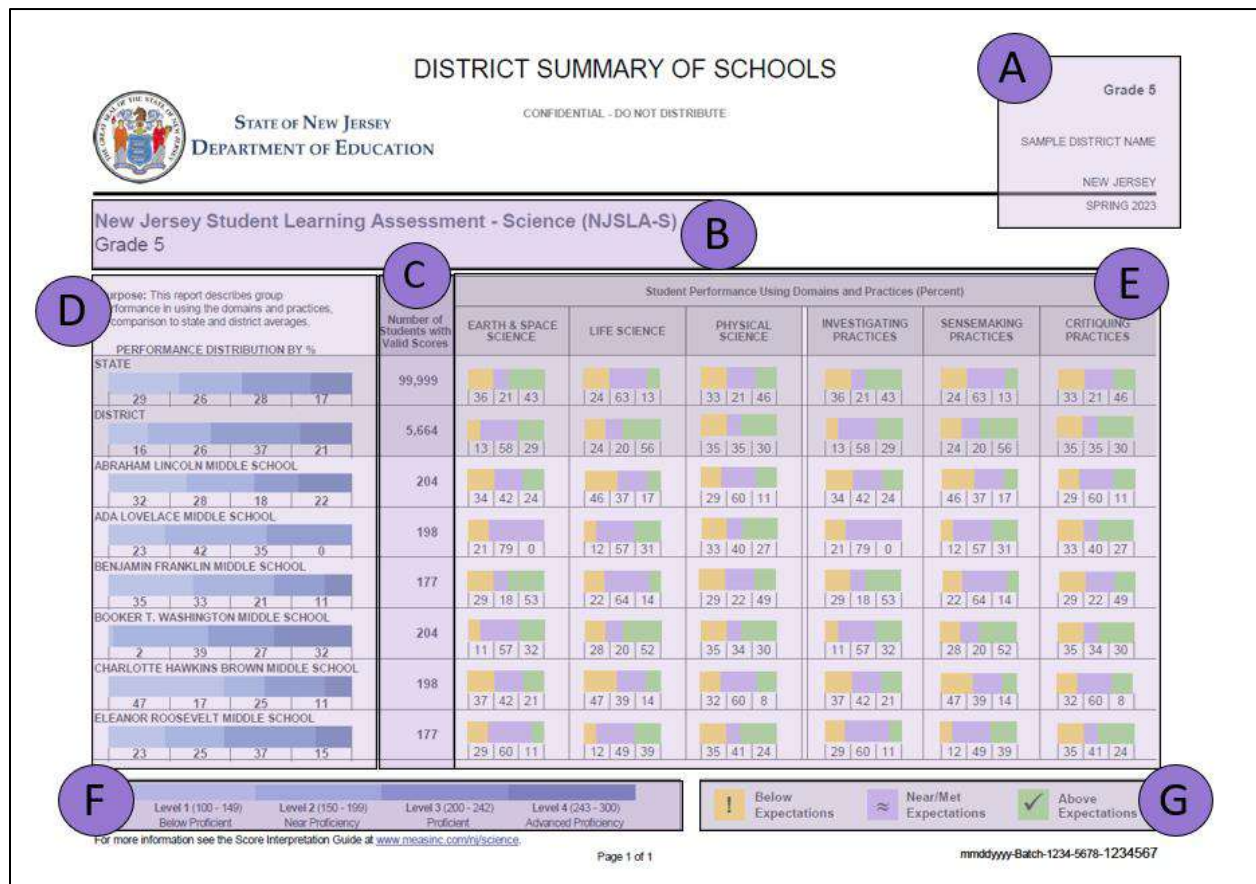 DISTRICT SUMMARY OF SCHOOLS
CONFIDENTIAL - DO NOT DISTRIBUTE
STATE OF NEW JERSEY
DEPARTMENT OF EDUCATION
A
Grade 5
SAMPLE DISTRICT NAME
NEW JERSEY
SPRING 2023
New Jersey Student Learning Assessment - Science (NJSLA-S)
Grade 5
B
C
D
E
urpose: This report describes group
rformance in using the domains and practices,
comparison to state and district averages.
PERFORMANCE DISTRIBUTION BY %
Number of
Students with
Valid Scores
Student Performance Using Domains and Practices (Percent)
EARTH & SPACE
SCIENCE
LIFE SCIENCE
PHYSICAL
SCIENCE
INVESTIGATING
PRACTICES
SENSEMAKING
PRACTICES
CRITIQUING
PRACTICES
STATE
29 26 28 17
99,999
36 21 43 24 63 13 33 21 46 36 21 43 24 63 13 33 21 46
DISTRICT
16 26 37 21
5,664
13 58 29 24 20 56 35 35 30 13 58 29 24 20 56 35 35 30
ABRAHAM LINCOLN MIDDLE SCHOOL
32 28 18 22
204
34 42 24 46 37 17 29 60 11 34 42 24 46 37 17 29 60 11
ADA LOVELACE MIDDLE SCHOOL
23 42 35 0
198
21 79 0 12 57 31 33 40 27 21 79 0 12 57 31 33 40 27
BENJAMIN FRANKLIN MIDDLE SCHOOL
35 33 21 11
177
29 18 53 22 64 14 29 22 49 29 18 53 22 64 14 29 22 49
BOOKER T. WASHINGTON MIDDLE SCHOOL
2 39 27 32
204
11 57 32 28 20 52 35 34 30 11 57 32 28 20 52 35 34 30
CHARLOTTE HAWKINS BROWN MIDDLE SCHOOL
47 17 25 11
198
37 42 21 47 39 14 32 60 8 37 42 21 47 39 14 32 60 8
ELEANOR ROOSEVELT MIDDLE SCHOOL
23 25 37 15
177
29 60 11 12 49 39 35 41 24 29 60 11 12 49 39 35 41 24
F
Level 1 (100 - 149)
Below Proficient
Level 2 (150 - 199)
Near Proficiency
Level 3 (200 - 242)
Proficient
Level 4 (243 - 300)
Advanced Proficiency
! Below
Expectations
≈ Near/Met
Expectations
✓ Above
Expectations
G
For more information see the Score Interpretation Guide at www.measinc.com/nj/science.
Page 1 of 1
mmddyyyy-Batch-1234-5678-1234567